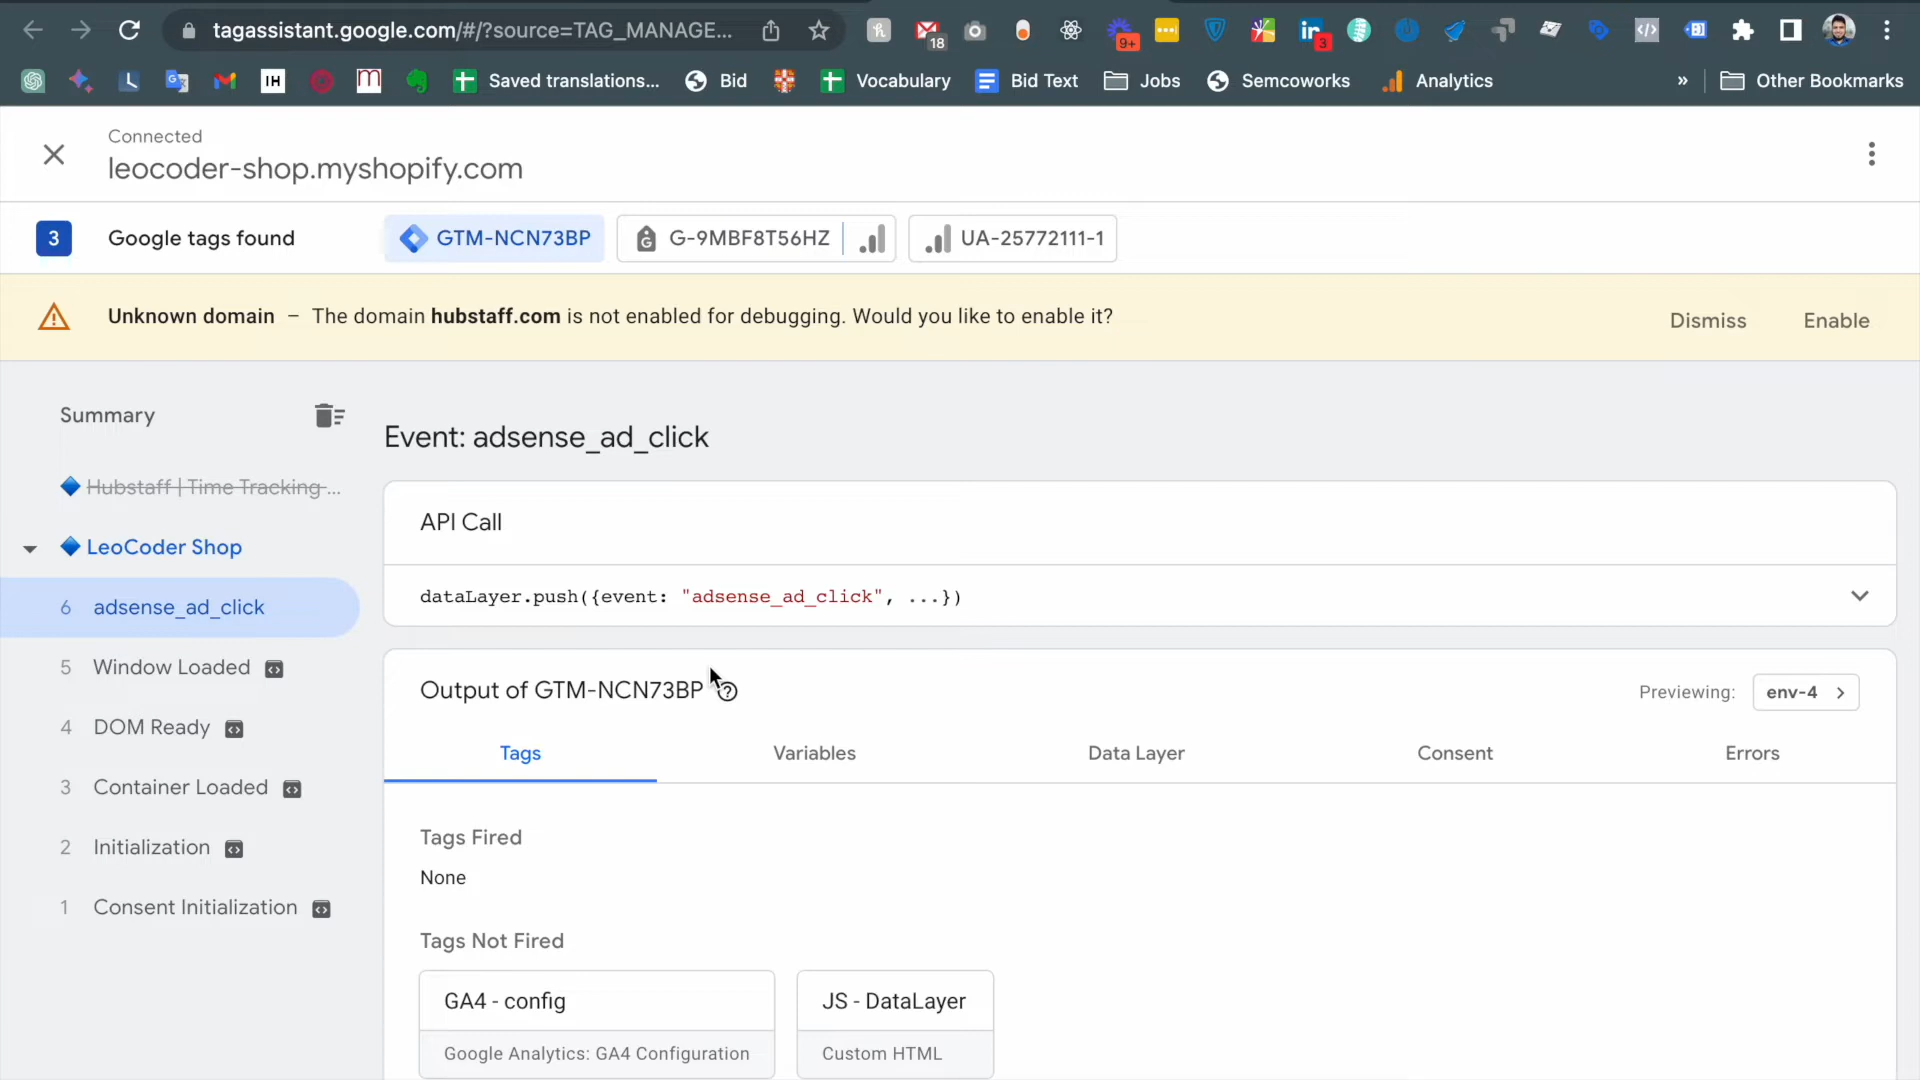 tagassistant.google.com/#/?source=TAG_MANAGE...
18
9+
in
3
IH
m
Saved translations...
Bid
Vocabulary
Bid Text
Jobs
Semcoworks
Analytics
»
Other Bookmarks
Connected
leocoder-shop.myshopify.com
3
Google tags found
GTM-NCN73BP
G-9MBF8T56HZ
UA-25772111-1
Unknown domain – The domain hubstaff.com is not enabled for debugging. Would you like to enable it?
Dismiss
Enable
Summary
Hubstaff | Time Tracking ...
LeoCoder Shop
6 adsense_ad_click
5 Window Loaded
4 DOM Ready
3 Container Loaded
2 Initialization
1 Consent Initialization
Event: adsense_ad_click
API Call
dataLayer.push({event: "adsense_ad_click", ...})
Output of GTM-NCN73BP
Previewing:
env-4
Tags
Variables
Data Layer
Consent
Errors
Tags Fired
None
Tags Not Fired
GA4 - config
Google Analytics: GA4 Configuration
JS - DataLayer
Custom HTML